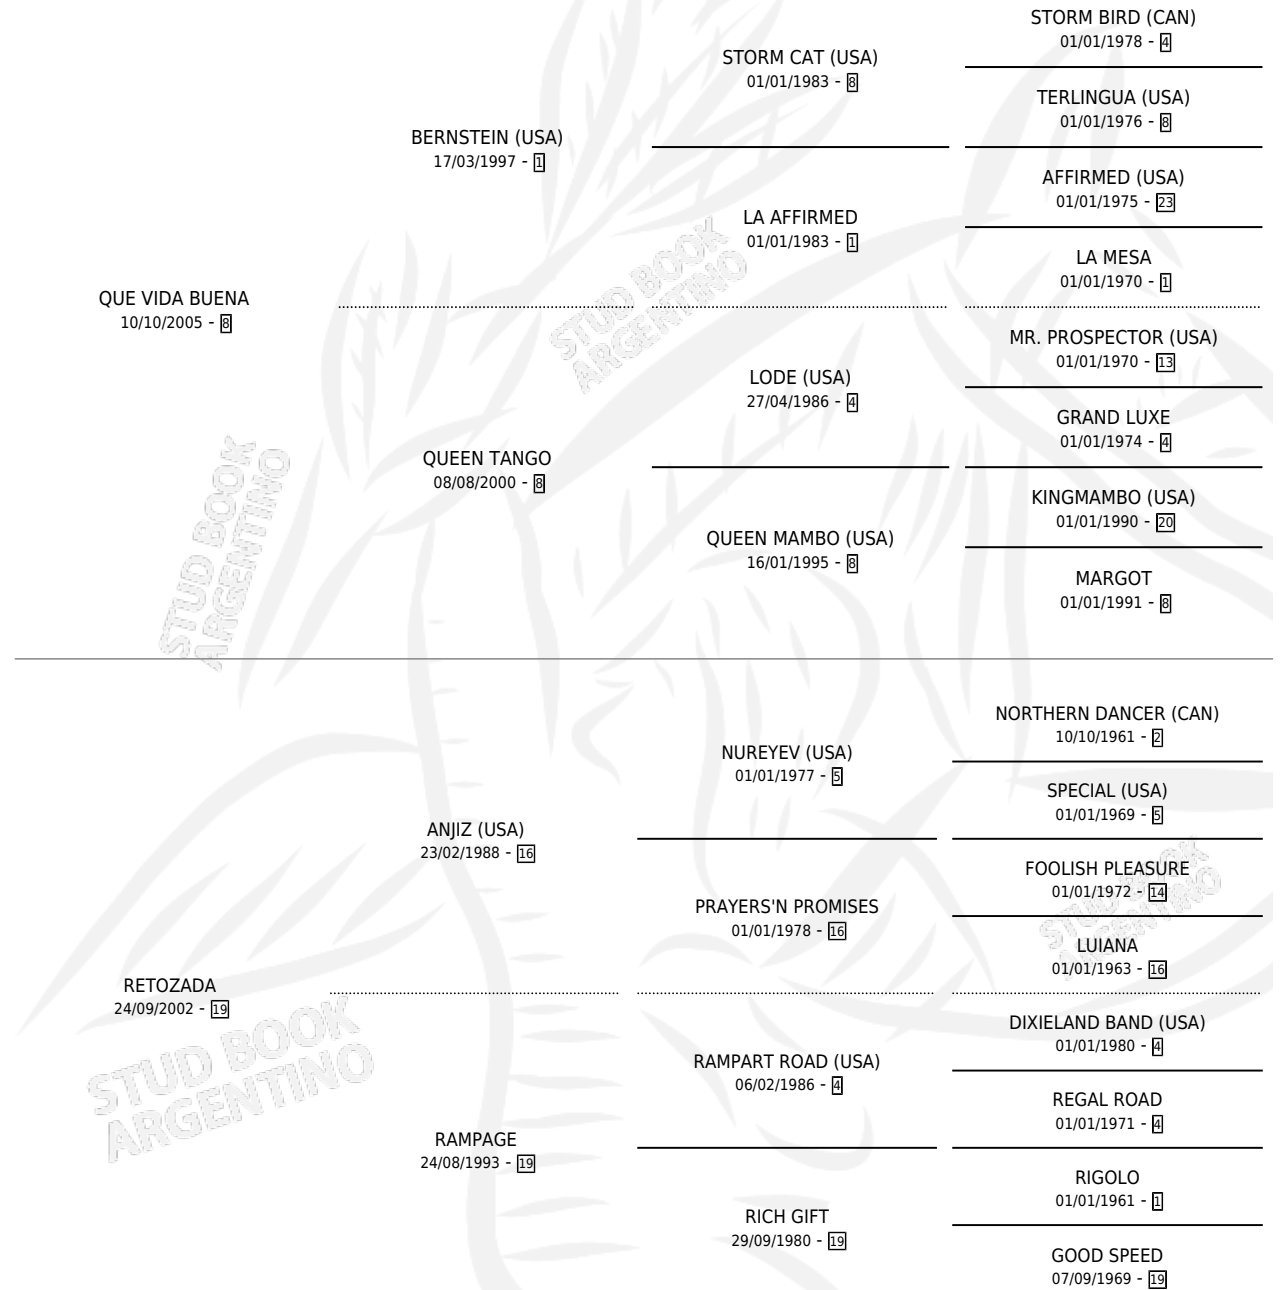 STORM BIRD (CAN)
01/01/1978 - 4
STORM CAT (USA)
01/01/1983 - 8
TERLINGUA (USA)
01/01/1976 - 8
BERNSTEIN (USA)
17/03/1997 - 1
AFFIRMED (USA)
01/01/1975 - 23
LA AFFIRMED
01/01/1983 - 1
LA MESA
01/01/1970 - 1
QUE VIDA BUENA
10/10/2005 - 8
MR. PROSPECTOR (USA)
01/01/1970 - 13
LODE (USA)
27/04/1986 - 4
GRAND LUXE
01/01/1974 - 4
QUEEN TANGO
08/08/2000 - 8
KINGMAMBO (USA)
01/01/1990 - 20
QUEEN MAMBO (USA)
16/01/1995 - 8
MARGOT
01/01/1991 - 8
STUD BOOK
ARGENTINO
STUD BOOK
ARGENTINO
NORTHERN DANCER (CAN)
10/10/1961 - 2
NUREYEV (USA)
01/01/1977 - 5
SPECIAL (USA)
01/01/1969 - 5
ANJIZ (USA)
23/02/1988 - 16
FOOLISH PLEASURE
01/01/1972 - 14
PRAYERS'N PROMISES
01/01/1978 - 16
LUIANA
01/01/1963 - 16
RETOZADA
24/09/2002 - 19
DIXIELAND BAND (USA)
01/01/1980 - 4
RAMPART ROAD (USA)
06/02/1986 - 4
REGAL ROAD
01/01/1971 - 4
RAMPAGE
24/08/1993 - 19
RIGOLO
01/01/1961 - 1
RICH GIFT
29/09/1980 - 19
GOOD SPEED
07/09/1969 - 19
STUD BOOK
ARGENTINO
STUD BOOK
ARGENTINO